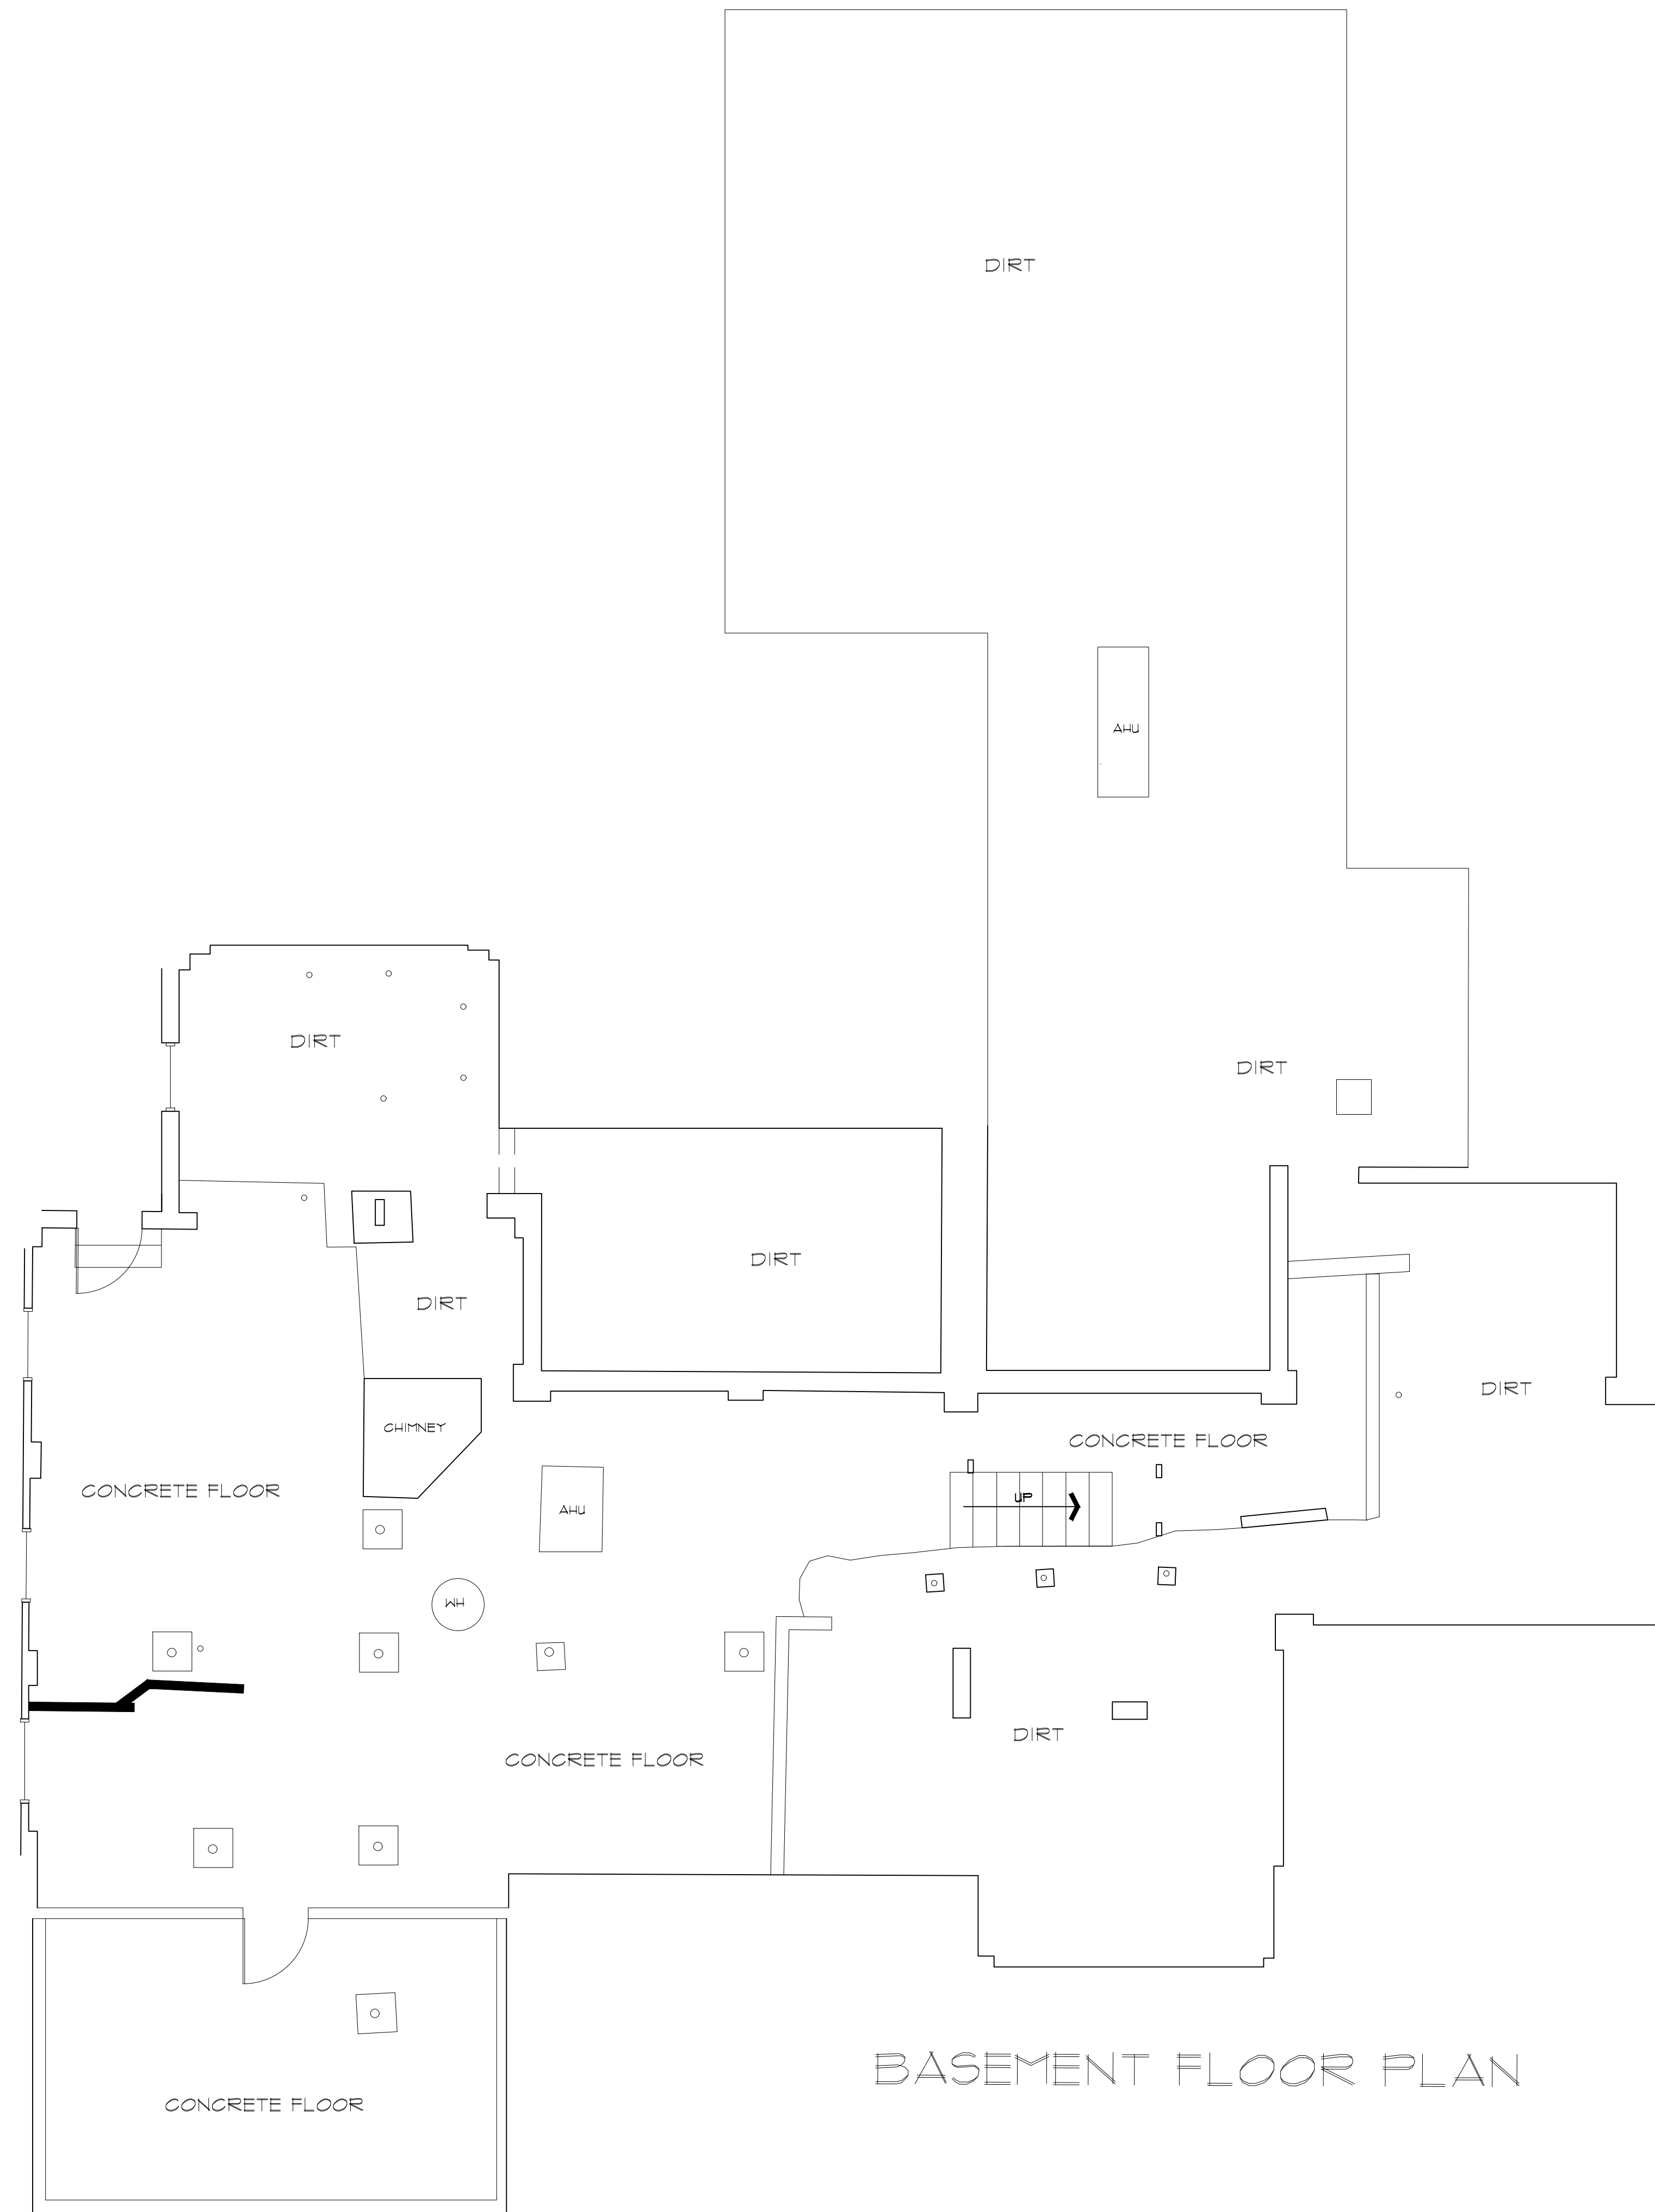 DIRT
AHU
DIRT
DIRT
DIRT
DIRT
DIRT
CHIMNEY
CONCRETE FLOOR
CONCRETE FLOOR
UP
AHU
WH
DIRT
CONCRETE FLOOR
BASEMENT FLOOR PLAN
CONCRETE FLOOR